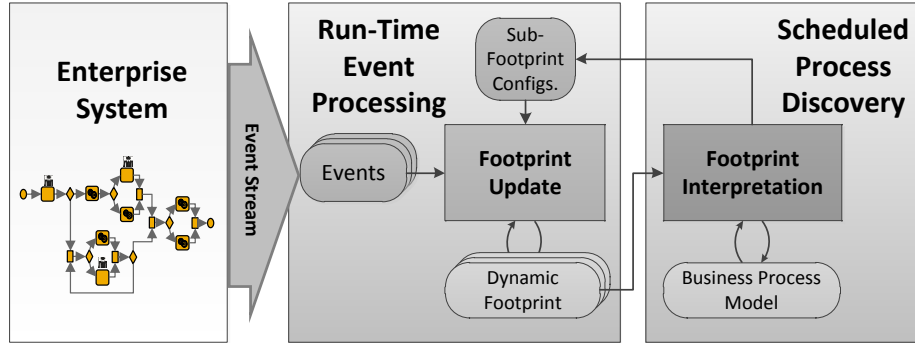 Enterprise
System
Event Stream
Run-Time
Event
Processing
Sub-
Footprint
Configs.
Events
Footprint
Update
Dynamic
Footprint
Scheduled
Process
Discovery
Footprint
Interpretation
Business Process
Model